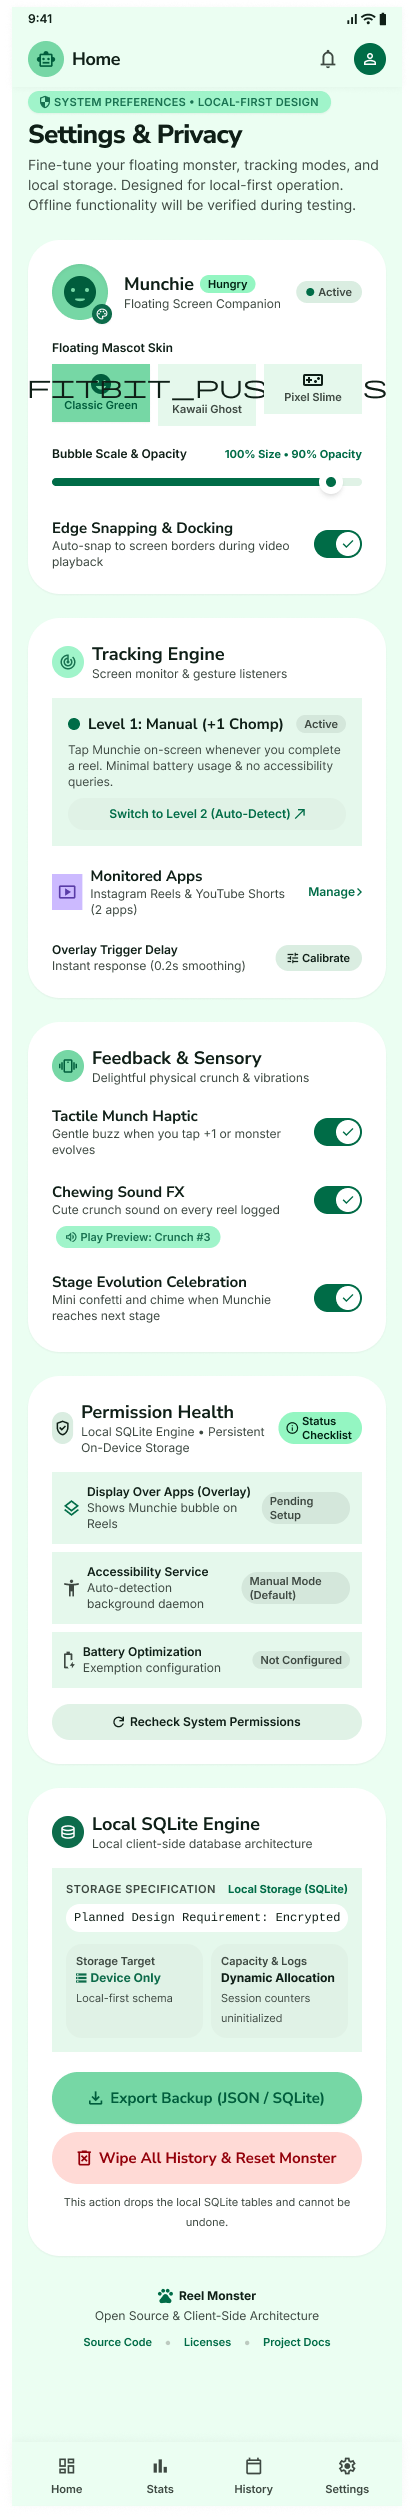 9:41
Home
SYSTEM PREFERENCES • LOCAL-FIRST DESIGN
Settings & Privacy
Fine-tune your floating monster, tracking modes, and
local storage. Designed for local-first operation.
Offline functionality will be verified during testing.
Munchie Hungry
Floating Screen Companion
Active
Floating Mascot Skin
FITBIT_PUS S
Classic Green
Kawaii Ghost
Pixel Slime
Bubble Scale & Opacity 100% Size • 90% Opacity
Edge Snapping & Docking
Auto-snap to screen borders during video
playback
Tracking Engine
Screen monitor & gesture listeners
Level 1: Manual (+1 Chomp) Active
Tap Munchie on-screen whenever you complete
a reel. Minimal battery usage & no accessibility
queries.
Switch to Level 2 (Auto-Detect)
Monitored Apps
Instagram Reels & YouTube Shorts
(2 apps)
Manage
Overlay Trigger Delay
Instant response (0.2s smoothing)
Calibrate
Feedback & Sensory
Delightful physical crunch & vibrations
Tactile Munch Haptic
Gentle buzz when you tap +1 or monster
evolves
Chewing Sound FX
Cute crunch sound on every reel logged
Play Preview: Crunch #3
Stage Evolution Celebration
Mini confetti and chime when Munchie
reaches next stage
Permission Health
Local SQLite Engine • Persistent
On-Device Storage
Status
Checklist
Display Over Apps (Overlay)
Shows Munchie bubble on
Reels
Pending
Setup
Accessibility Service
Auto-detection
background daemon
Manual Mode
(Default)
Battery Optimization
Exemption configuration
Not Configured
Recheck System Permissions
Local SQLite Engine
Local client-side database architecture
STORAGE SPECIFICATION Local Storage (SQLite)
Planned Design Requirement: Encrypted
Storage Target
Device Only
Local-first schema
Capacity & Logs
Dynamic Allocation
Session counters
uninitialized
Export Backup (JSON / SQLite)
Wipe All History & Reset Monster
This action drops the local SQLite tables and cannot be
undone.
Reel Monster
Open Source & Client-Side Architecture
Source Code • Licenses • Project Docs
Home Stats History Settings